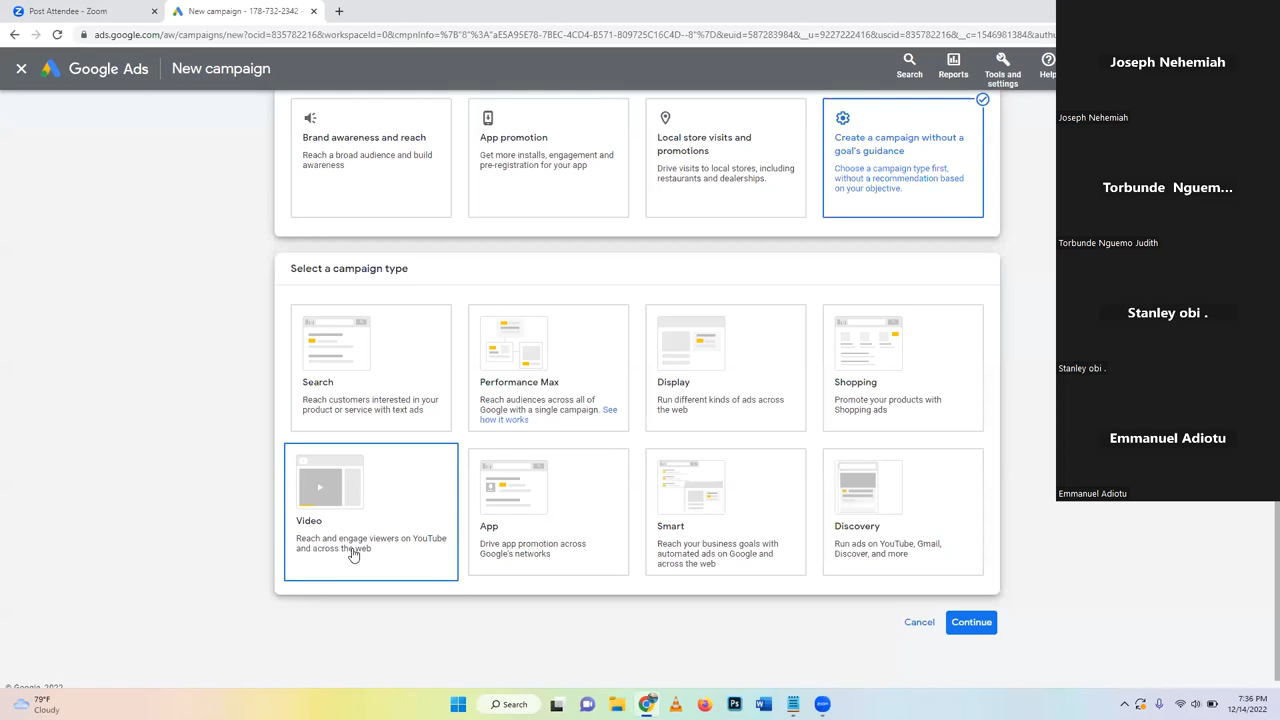 Post Attendee - Zoom
New campaign - 178-732-2342 -
ads.google.com/aw/campaigns/new?ocid=835782216&workspaceId=0&cmpnInfo=%7B"8"%3A"aE5A95E78-7BEC-4CD4-B571-809725C16C4D--8"%7D&euid=587283984&__u=9227222416&uscid=835782216&__c=1546981384&authu
Google Ads
New campaign
Search
Reports
Tools and
settings
Help
Brand awareness and reach
Reach a broad audience and build
awareness
App promotion
Get more installs, engagement and
pre-registration for your app
Local store visits and
promotions
Drive visits to local stores, including
restaurants and dealerships.
Create a campaign without a
goal's guidance
Choose a campaign type first,
without a recommendation based
on your objective.
Select a campaign type
Search
Reach customers interested in your
product or service with text ads
Performance Max
Reach audiences across all of
Google with a single campaign. See
how it works
Display
Run different kinds of ads across
the web
Shopping
Promote your products with
Shopping ads
Video
Reach and engage viewers on YouTube
and across the web
App
Drive app promotion across
Google's networks
Smart
Reach your business goals with
automated ads on Google and
across the web
Discovery
Run ads on YouTube, Gmail,
Discover, and more
Cancel
Continue
© Google, 2022
Joseph Nehemiah
Joseph Nehemiah
Torbunde Nguem...
Torbunde Nguemo Judith
Stanley obi .
Stanley obi .
Emmanuel Adiotu
Emmanuel Adiotu
79°F
Cloudy
Search
7:36 PM
12/14/2022